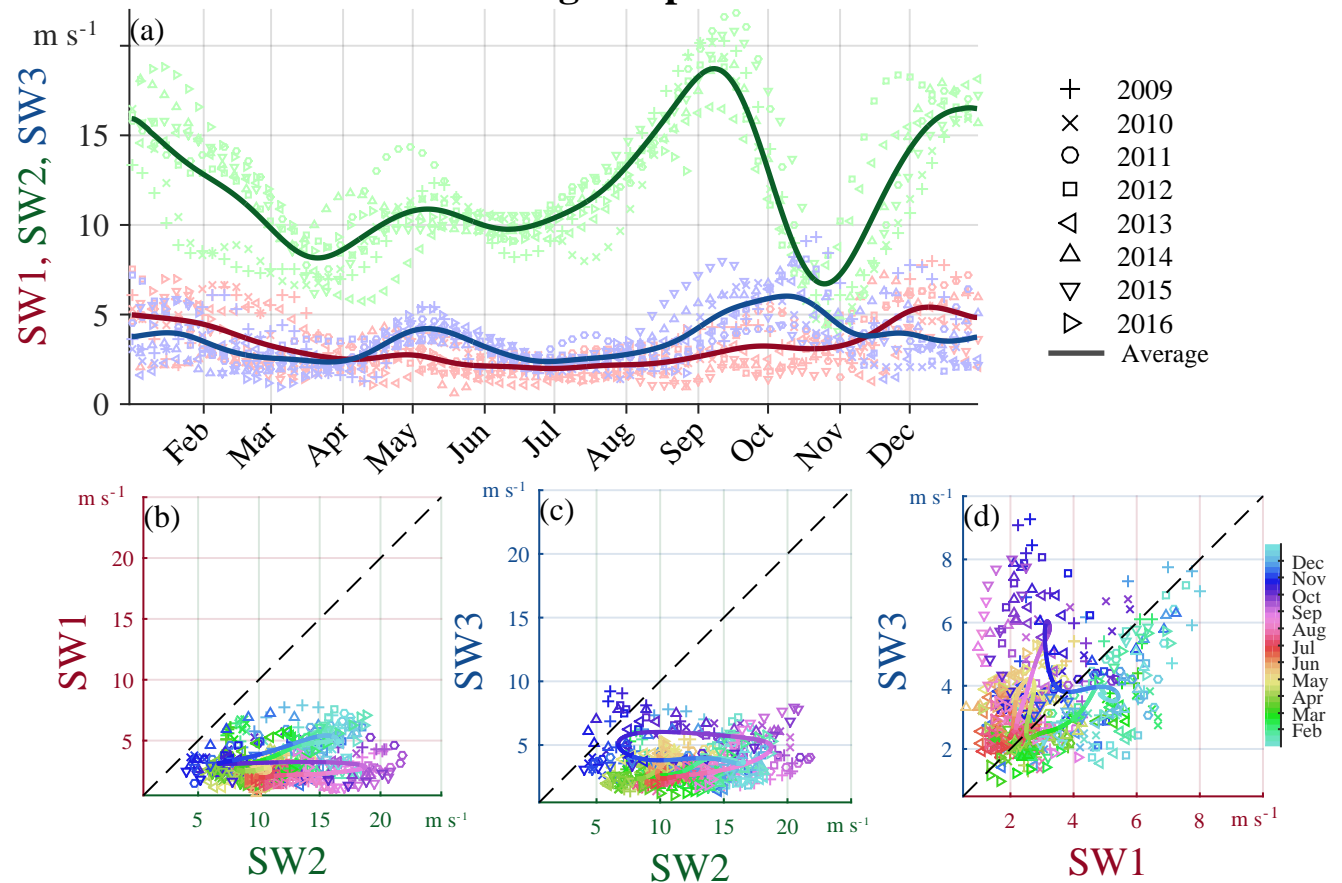 (a)
m s⁻¹
SW1, SW2, SW3
15
10
5
0
Feb Mar Apr May Jun Jul Aug Sep Oct Nov Dec
2009
2010
2011
2012
2013
2014
2015
2016
Average
m s⁻¹
(b)
SW1
20
15
10
5
5 10 15 20 m s⁻¹
SW2
m s⁻¹
(c)
SW3
20
15
10
5
5 10 15 20 m s⁻¹
SW2
m s⁻¹
(d)
SW3
8
6
4
2
2 4 6 8 m s⁻¹
SW1
Dec
Nov
Oct
Sep
Aug
Jul
Jun
May
Apr
Mar
Feb